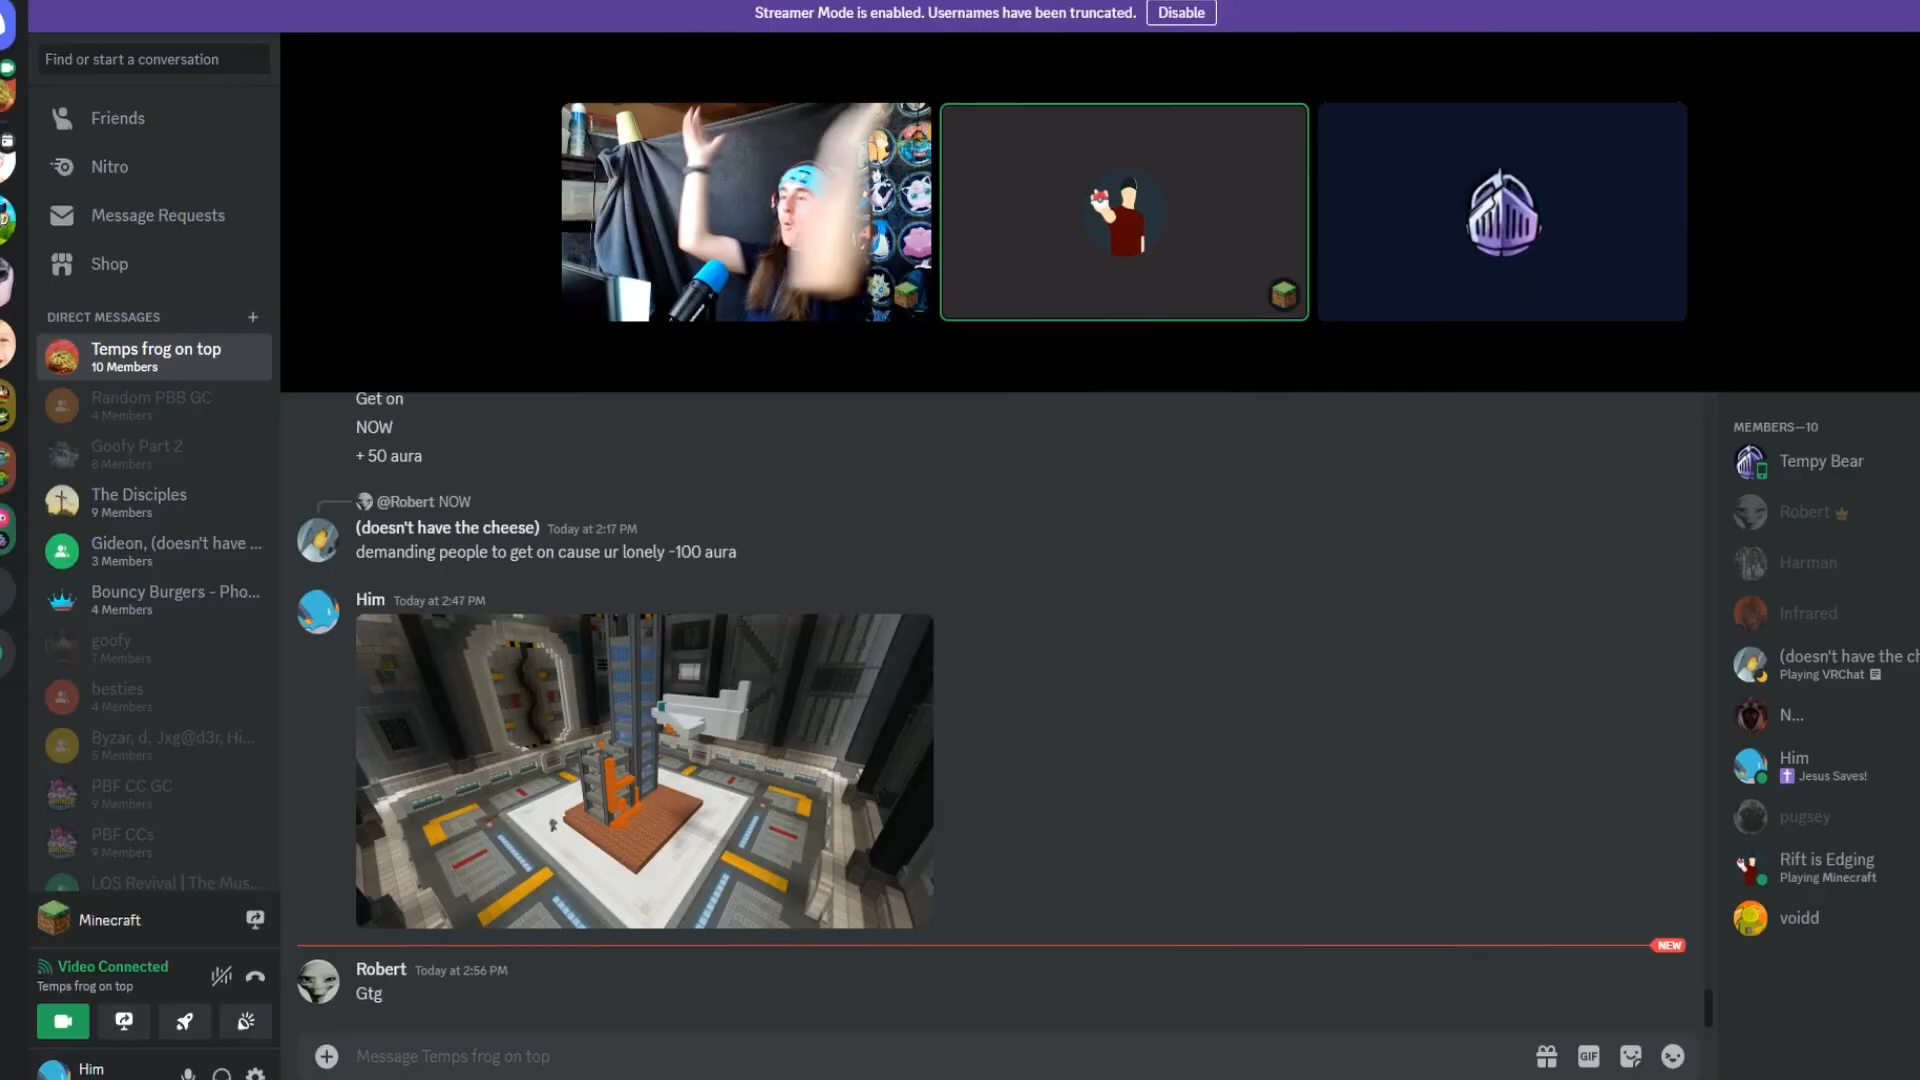 Streamer Mode is enabled. Usernames have been truncated.
Disable
Find or start a conversation
Friends
Nitro
Message Requests
Shop
DIRECT MESSAGES
Temps frog on top
10 Members
Random PBB GC
4 Members
Goofy Part 2
8 Members
The Disciples
9 Members
Gideon, (doesn't have ...
3 Members
Bouncy Burgers - Pho...
4 Members
goofy
7 Members
besties
4 Members
Byzar, d, Jxg@d3r, Hi...
5 Members
PBF CC GC
9 Members
PBF CCs
9 Members
LOS Revival | The Mus...
Minecraft
Video Connected
Temps frog on top
Him
Get on
NOW
+ 50 aura
@Robert NOW
(doesn't have the cheese) Today at 2:17 PM
demanding people to get on cause ur lonely -100 aura
Him Today at 2:47 PM
NEW
Robert Today at 2:56 PM
Gtg
Message Temps frog on top
GIF
MEMBERS—10
Tempy Bear
Robert
Harman
Infrared
(doesn't have the ch
Playing VRChat
N...
Him
Jesus Saves!
pugsey
Rift is Edging
Playing Minecraft
voidd